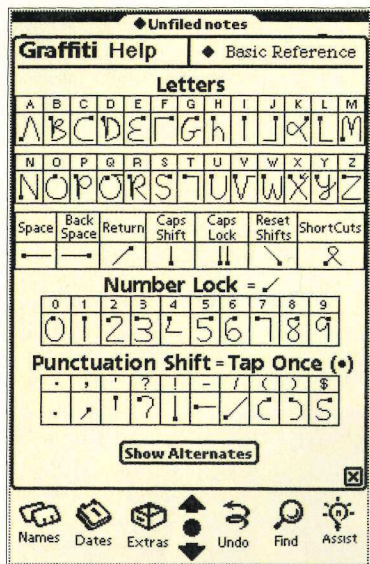 ◆Unfiled notes
Graffiti Help ◆ Basic Reference
Letters
A B C D E F G H I J K L M
N O P Q R S T U V W X Y Z
Space Back Space Return Caps Shift Caps Lock Reset Shifts ShortCuts
Number Lock = ✓
0 1 2 3 4 5 6 7 8 9
Punctuation Shift = Tap Once (•)
. , ' ? ! - / ( ) $
Show Alternates
Names Dates Extras Undo Find Assist